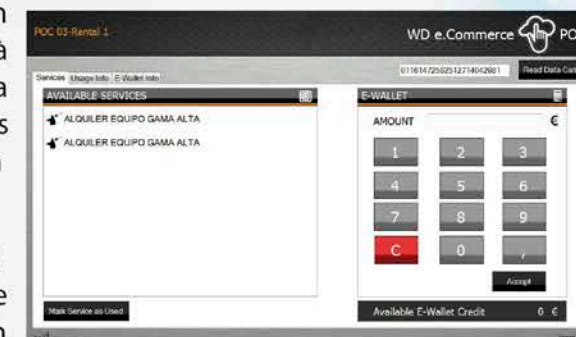 POC 03-Rental 1
WD e.Commerce PO
Read Data Car
Services Usage Info E-Wallet Info
AVAILABLE SERVICES
ALQUILER EQUIPO GAMA ALTA
ALQUILER EQUIPO GAMA ALTA
Mark Service as Used
E-WALLET
AMOUNT €
1 2 3
4 5 6
7 8 9
C 0 ,
Accept
Available E-Wallet Credit 0 €
n
à
a
s
e
n